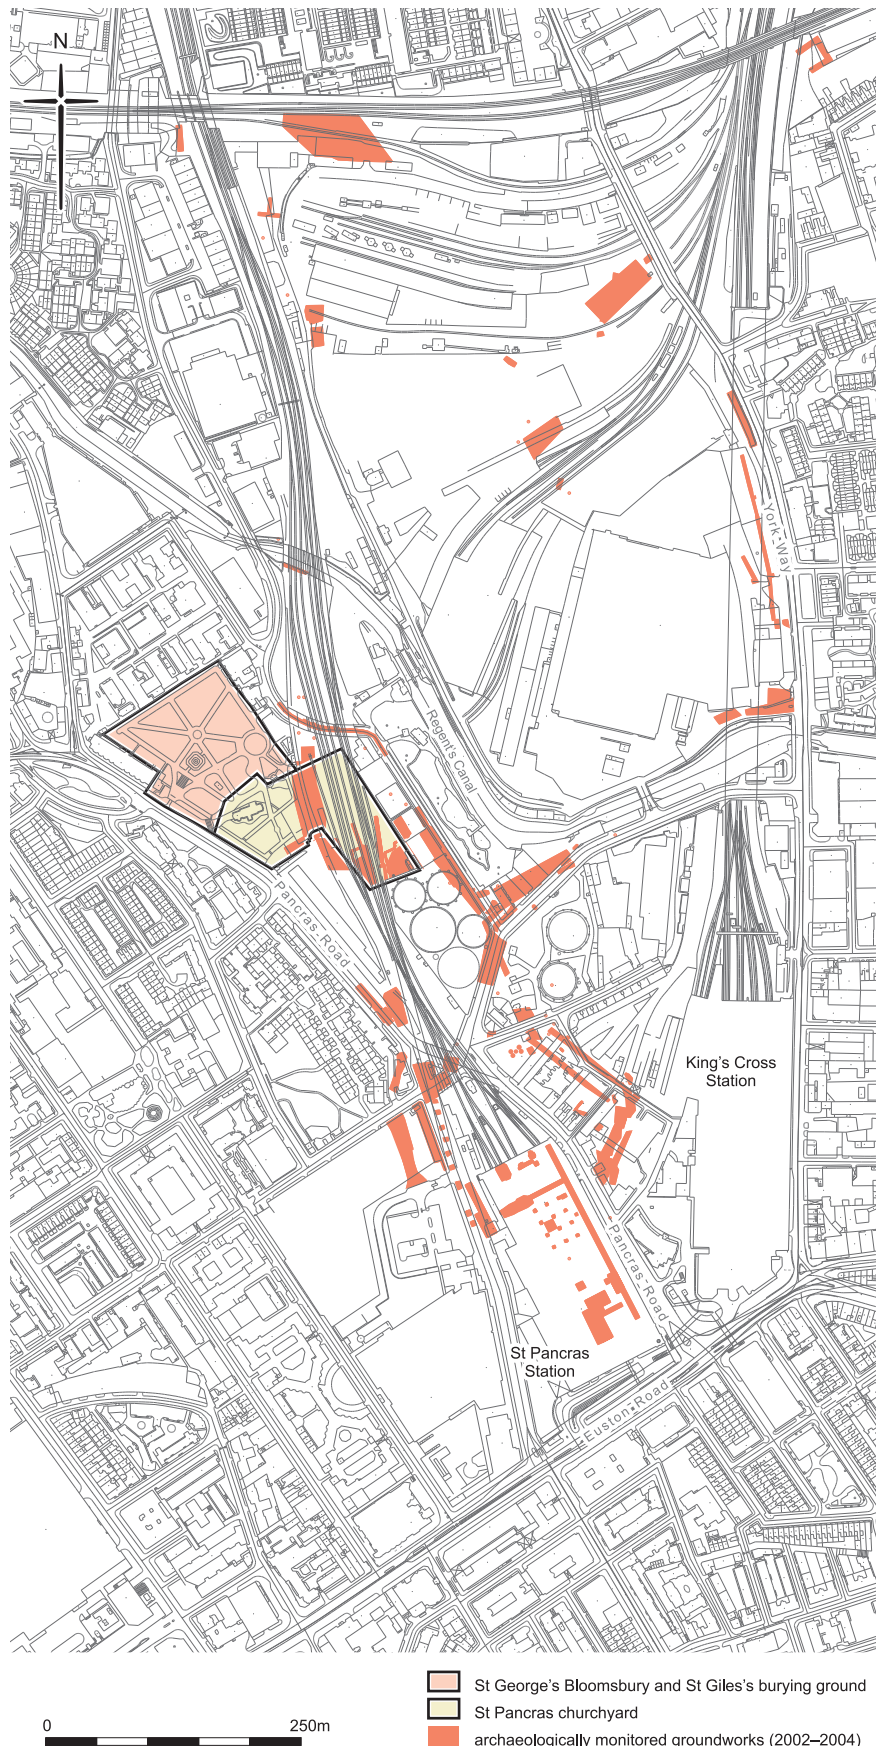 N
York Way
Regent's Canal
Pancras Road
King's Cross
Station
Pancras Road
St Pancras
Station
Euston Road
St George's Bloomsbury and St Giles's burying ground
St Pancras churchyard
0 250m
archaeologically monitored groundworks (2002–2004)